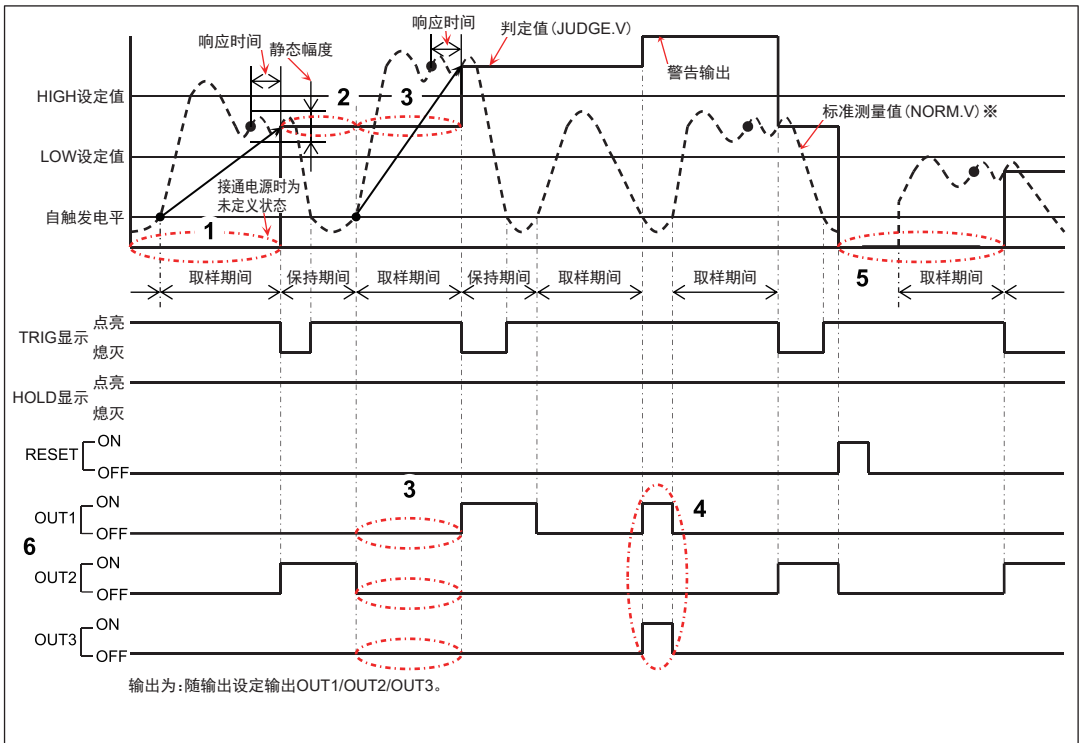 响应时间
响应时间
静态幅度
判定值(JUDGE.V)
警告输出
HIGH设定值
2
3
标准测量值(NORM.V)※
LOW设定值
接通电源时为
未定义状态
自触发电平
1
取样期间
保持期间
取样期间
保持期间
取样期间
取样期间
5
取样期间
TRIG显示
点亮
熄灭
HOLD显示
点亮
熄灭
RESET
ON
OFF
3
4
OUT1
ON
OFF
6
OUT2
ON
OFF
OUT3
ON
OFF
输出为:随输出设定输出OUT1/OUT2/OUT3。